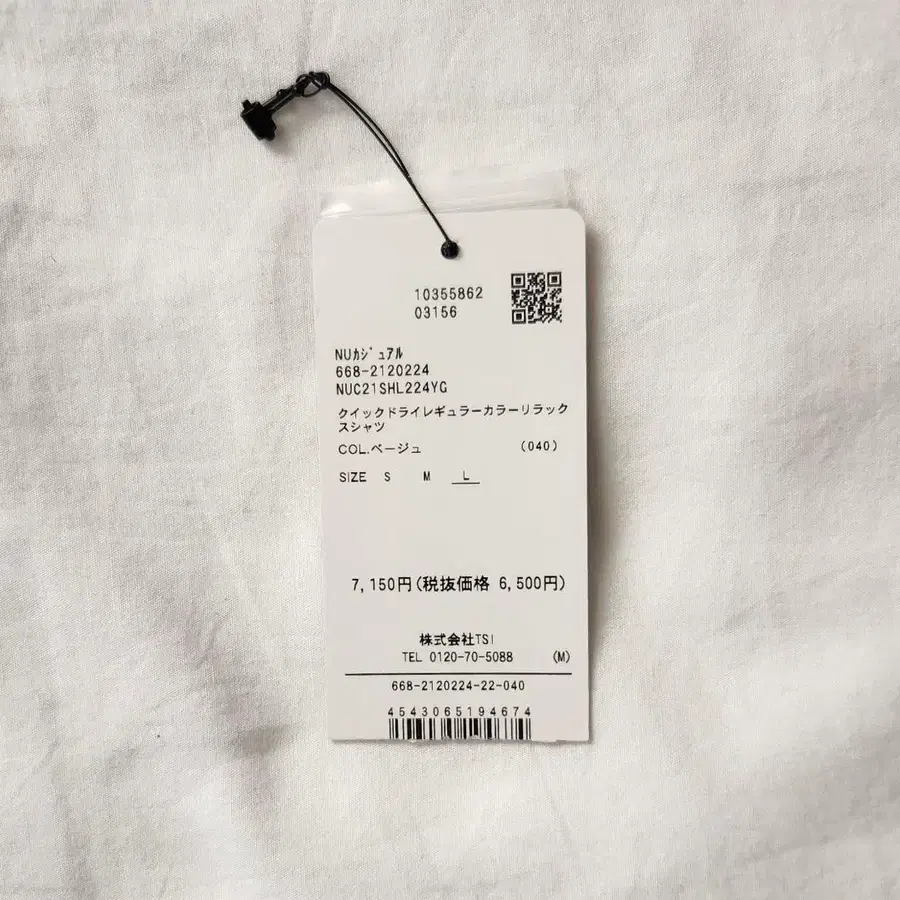 10355862
03156
NUｶｼﾞｭｱﾙ
668-2120224
NUC21SHL224YG
クイックドライレギュラーカラーリラック
スシャツ
COL.ベージュ (040)
SIZE S M L
7,150円(税抜価格 6,500円)
株式会社TSI
TEL 0120-70-5088 (M)
668-2120224-22-040
4543065194674